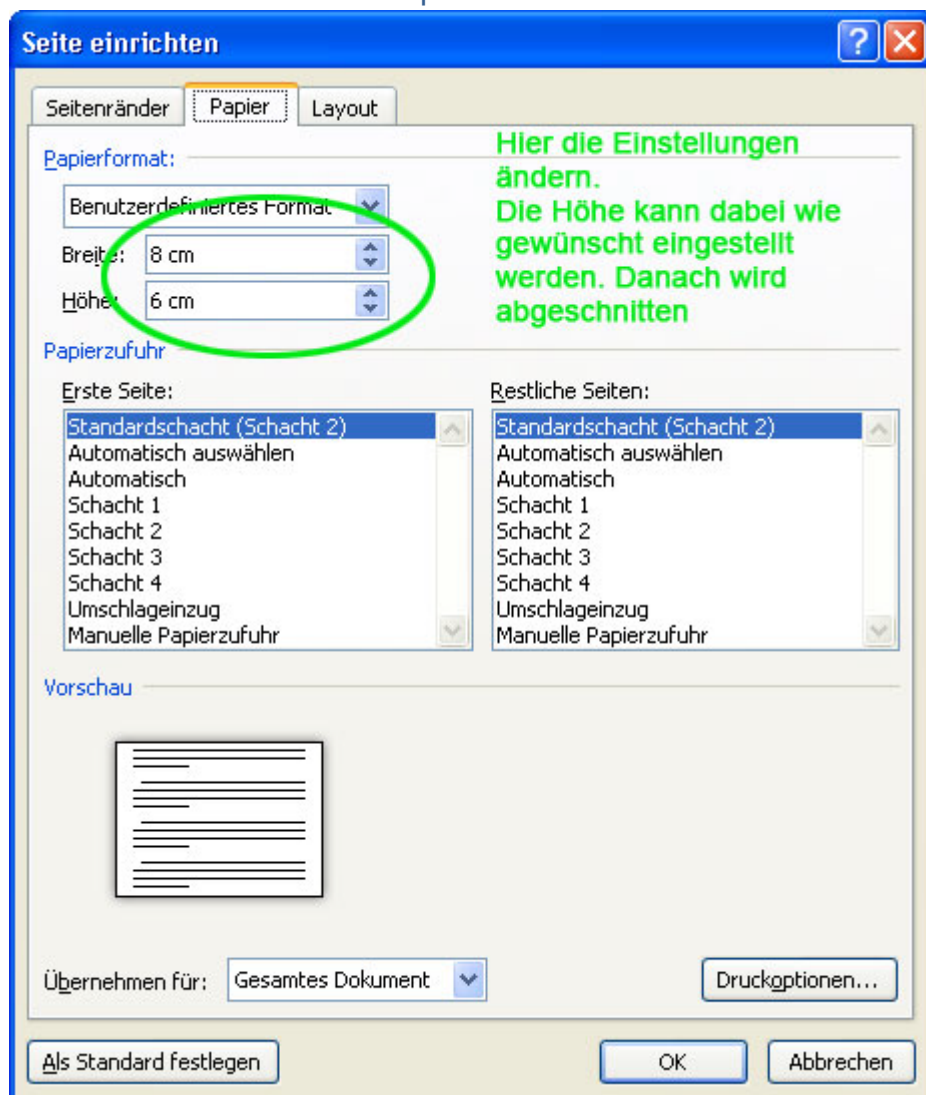 Seite einrichten
Seitenränder Papier Layout
Papierformat:
Benutzerdefiniertes Format
Breite: 8 cm
Höhe: 6 cm
Hier die Einstellungen
ändern.
Die Höhe kann dabei wie
gewünscht eingestellt
werden. Danach wird
abgeschnitten
Papierzufuhr
Erste Seite:
Standardschacht (Schacht 2)
Automatisch auswählen
Automatisch
Schacht 1
Schacht 2
Schacht 3
Schacht 4
Umschlageinzug
Manuelle Papierzufuhr
Restliche Seiten:
Standardschacht (Schacht 2)
Automatisch auswählen
Automatisch
Schacht 1
Schacht 2
Schacht 3
Schacht 4
Umschlageinzug
Manuelle Papierzufuhr
Vorschau
Übernehmen für: Gesamtes Dokument
Druckoptionen...
Als Standard festlegen OK Abbrechen